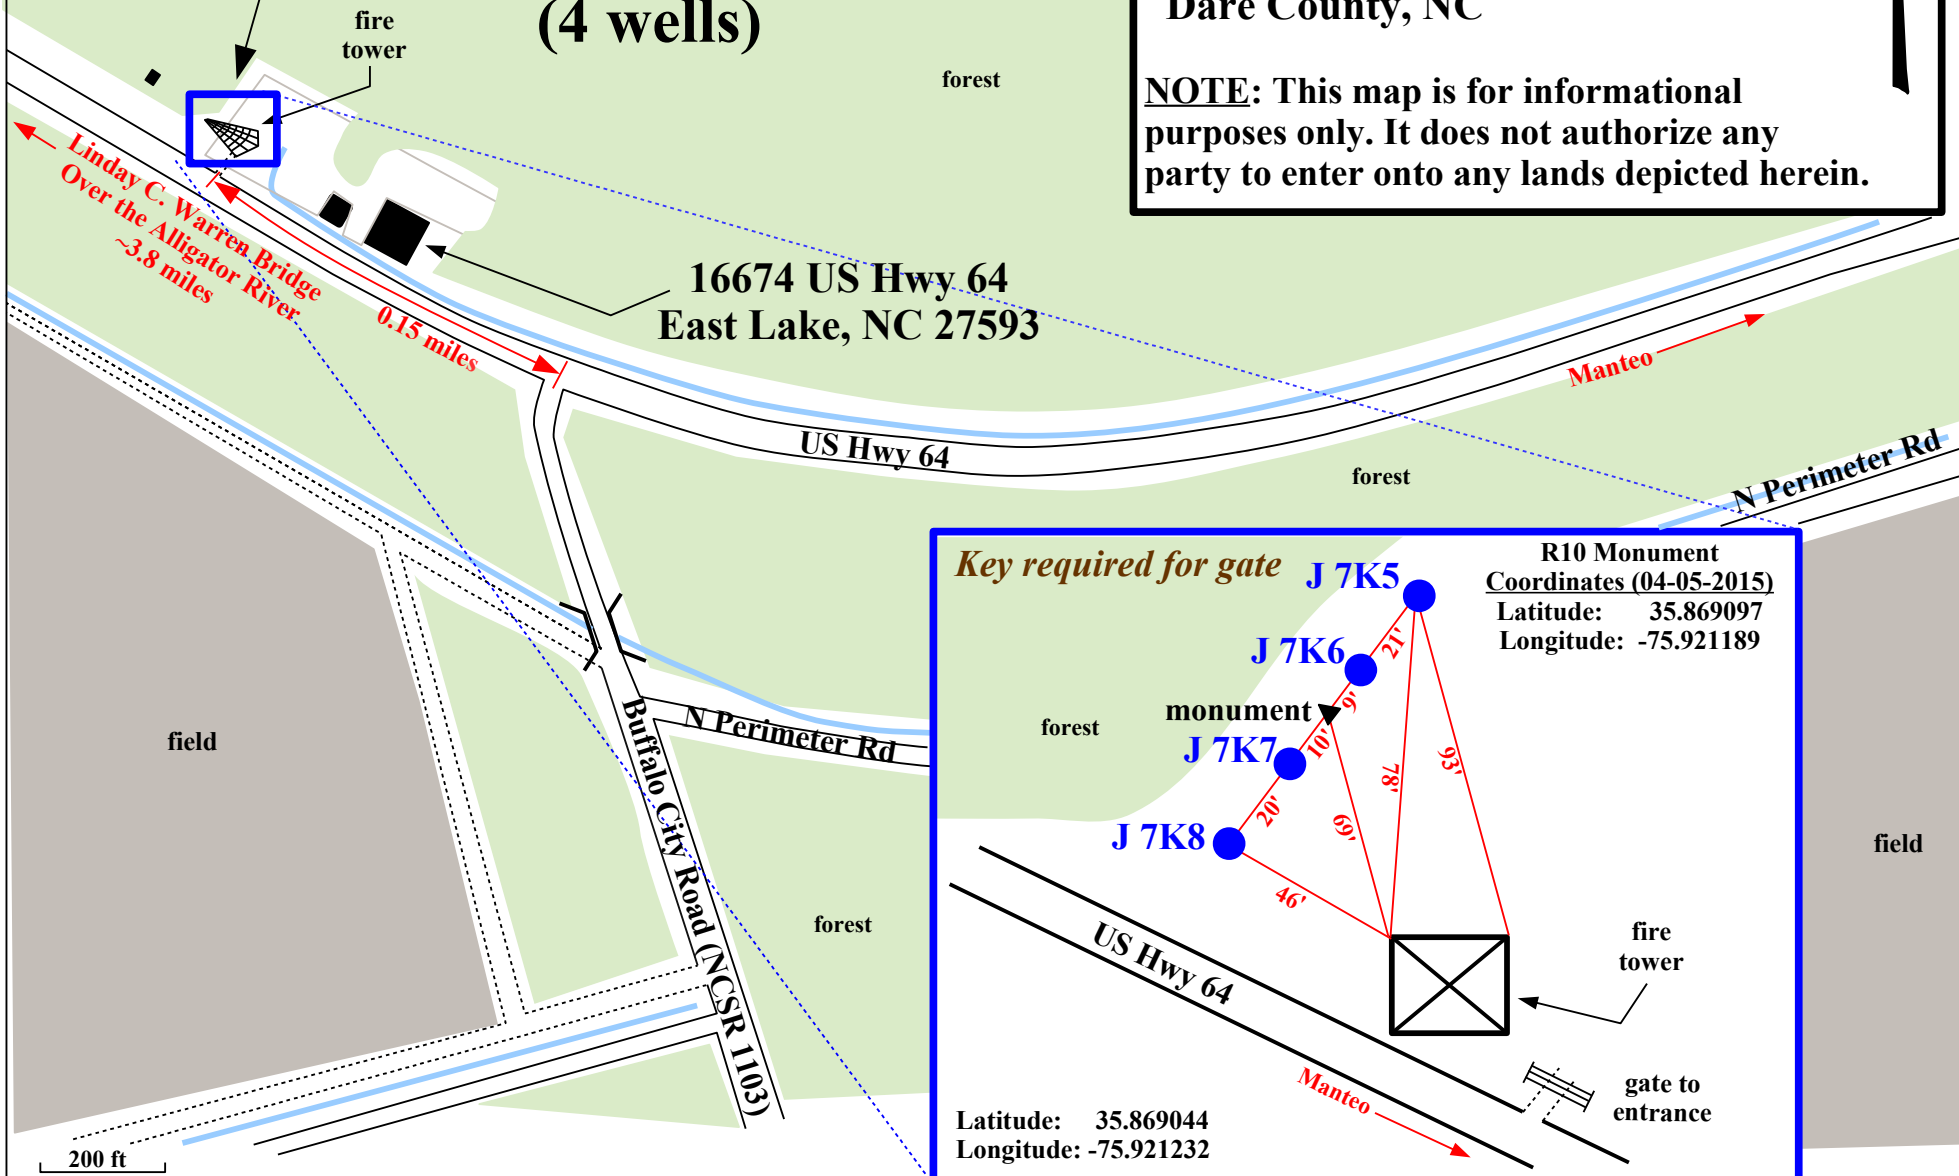 (4 wells)
fire
tower
Dare County, NC
NOTE: This map is for informational
purposes only. It does not authorize any
party to enter onto any lands depicted herein.
forest
Linday C. Warren Bridge
Over the Alligator River
~3.8 miles
0.15 miles
16674 US Hwy 64
East Lake, NC 27593
Manteo
US Hwy 64
forest
N Perimeter Rd
field
N Perimeter Rd
Buffalo City Road (NCSR 1103)
forest
field
200 ft
Key required for gate
R10 Monument
Coordinates (04-05-2015)
Latitude: 35.869097
Longitude: -75.921189
J 7K5
21'
J 7K6
9'
monument
10'
J 7K7
20'
J 7K8
forest
78'
93'
69'
46'
US Hwy 64
fire
tower
gate to
entrance
Manteo
Latitude: 35.869044
Longitude: -75.921232